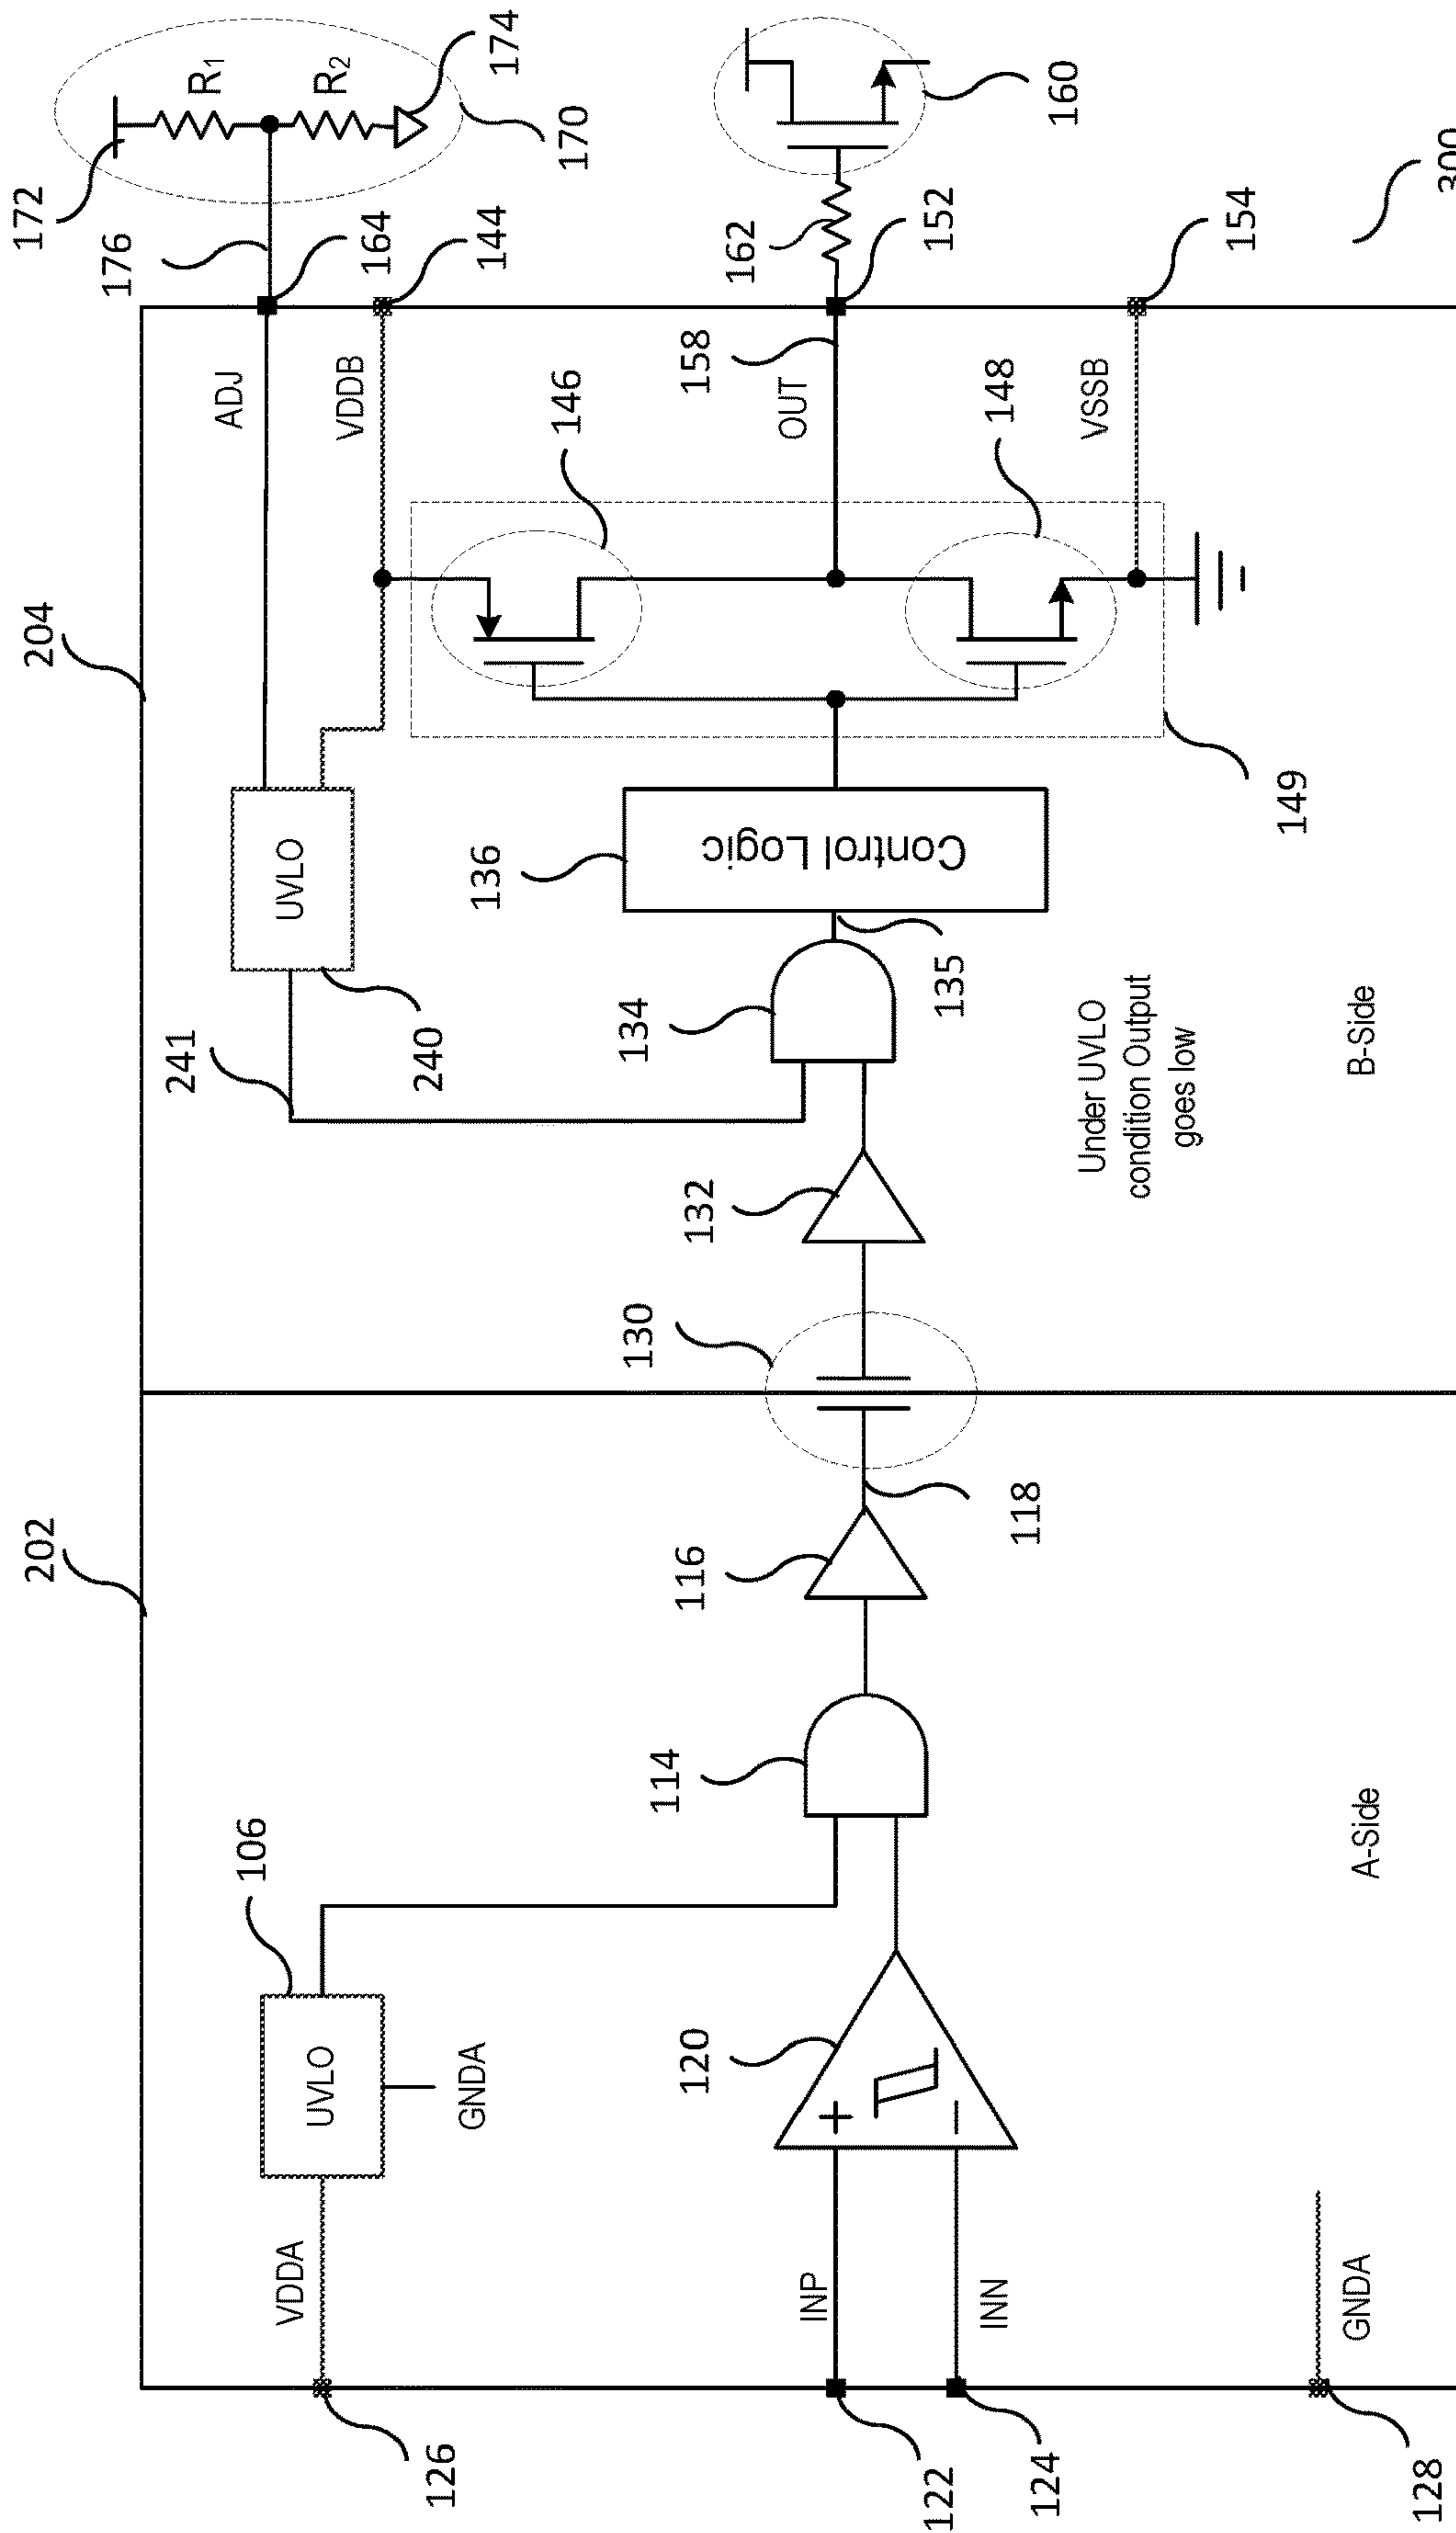 202
204
172
R1
R2
174
170
176
164
ADJ
144
VDDB
106
UVLO
GNDA
VDDA
126
241
UVLO
240
146
136
Control Logic
134
135
132
130
118
116
114
120
+
−
INP
INN
122
124
158
OUT
162
152
160
148
VSSB
154
149
Under UVLO
condition Output
goes low
A-Side
B-Side
GNDA
128
300